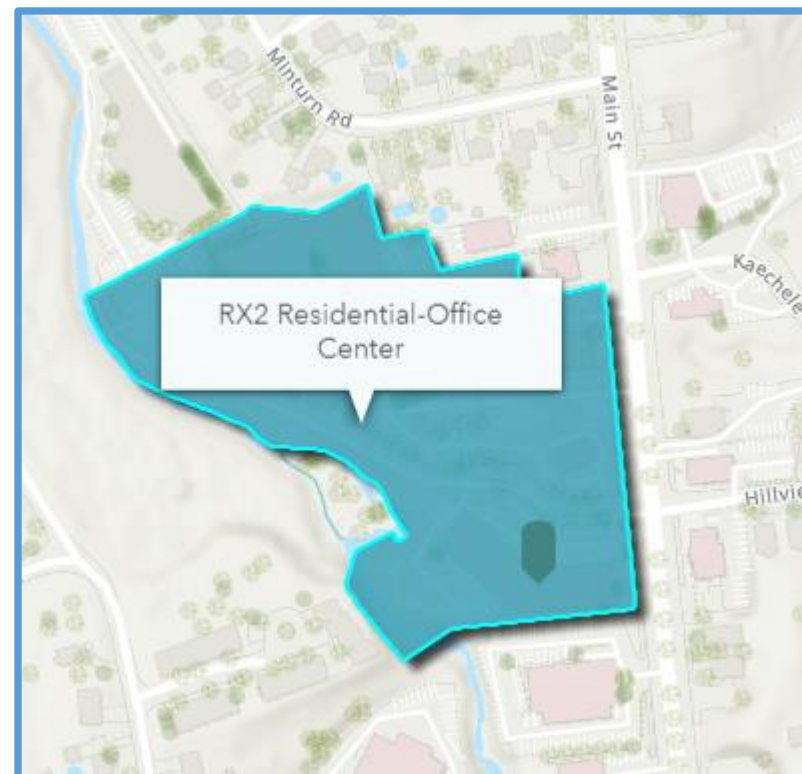 Minturn Rd
Main St
RX2 Residential-Office
Center
Kaechele
Hillvie